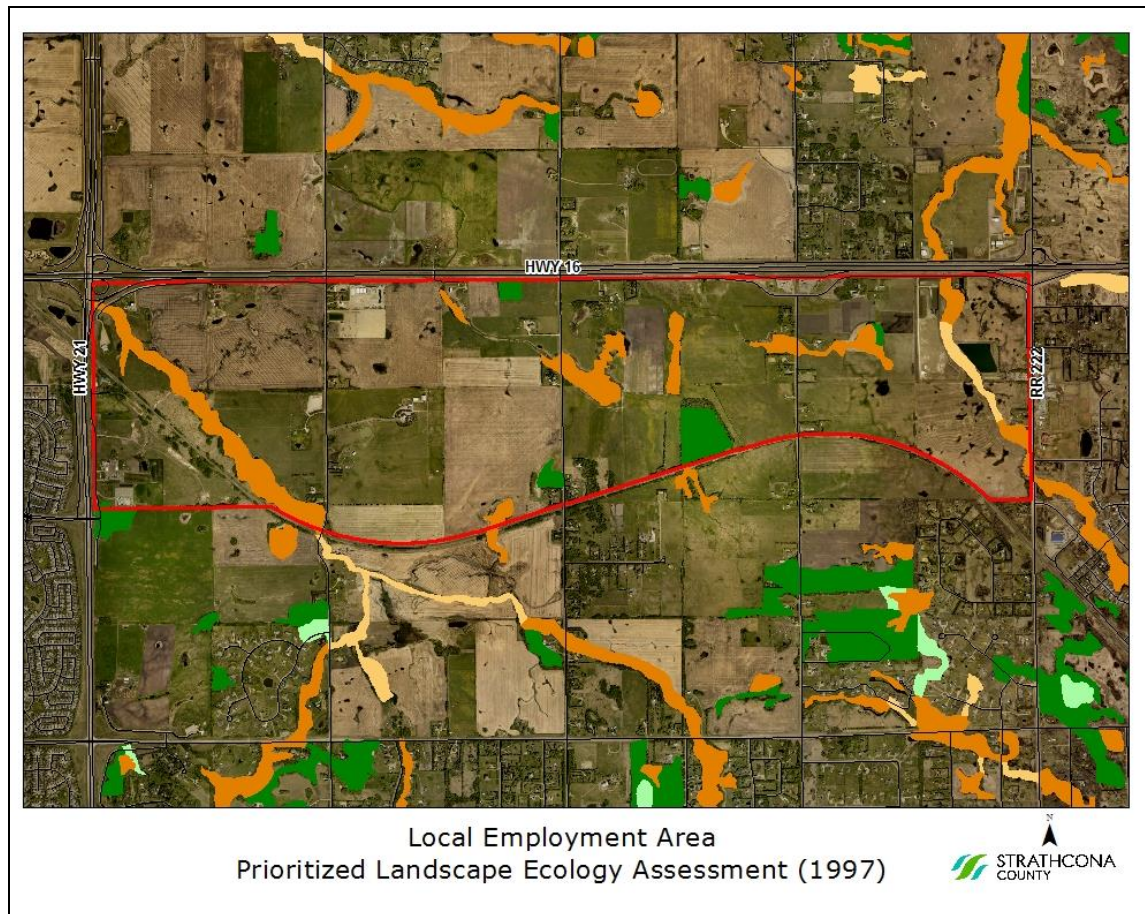 HWY 16
HWY 21
RR 222
Local Employment Area
Prioritized Landscape Ecology Assessment (1997)
N
STRATHCONA
COUNTY